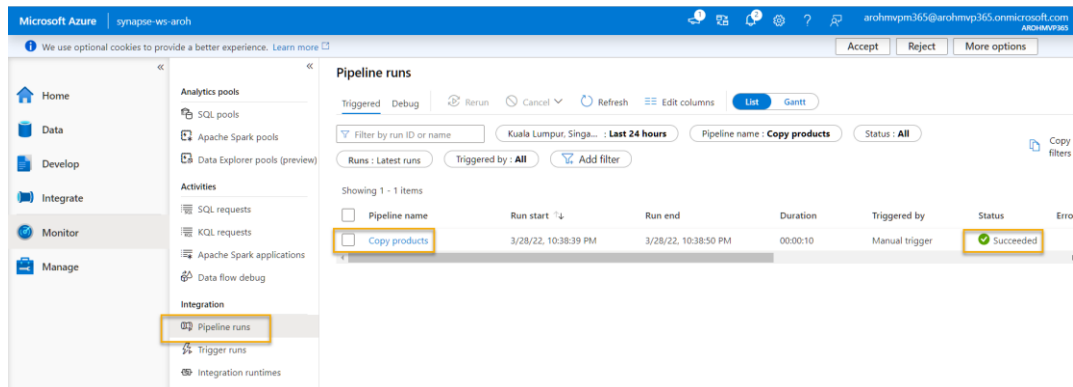 Microsoft Azure synapse-ws-aroh arohmvpm365@arohmvp365.onmicrosoft.com
AROHMVP365
We use optional cookies to provide a better experience. Learn more Accept Reject More options
Home
Data
Develop
Integrate
Monitor
Manage
Analytics pools
SQL pools
Apache Spark pools
Data Explorer pools (preview)
Activities
SQL requests
KQL requests
Apache Spark applications
Data flow debug
Integration
Pipeline runs
Trigger runs
Integration runtimes
Pipeline runs
Triggered Debug Rerun Cancel Refresh Edit columns List Gantt
Filter by run ID or name Kuala Lumpur, Singa... : Last 24 hours Pipeline name : Copy products Status : All
Copy
filters
Runs : Latest runs Triggered by : All Add filter
Showing 1 - 1 items
Pipeline name Run start Run end Duration Triggered by Status Erro
Copy products 3/28/22, 10:38:39 PM 3/28/22, 10:38:50 PM 00:00:10 Manual trigger Succeeded